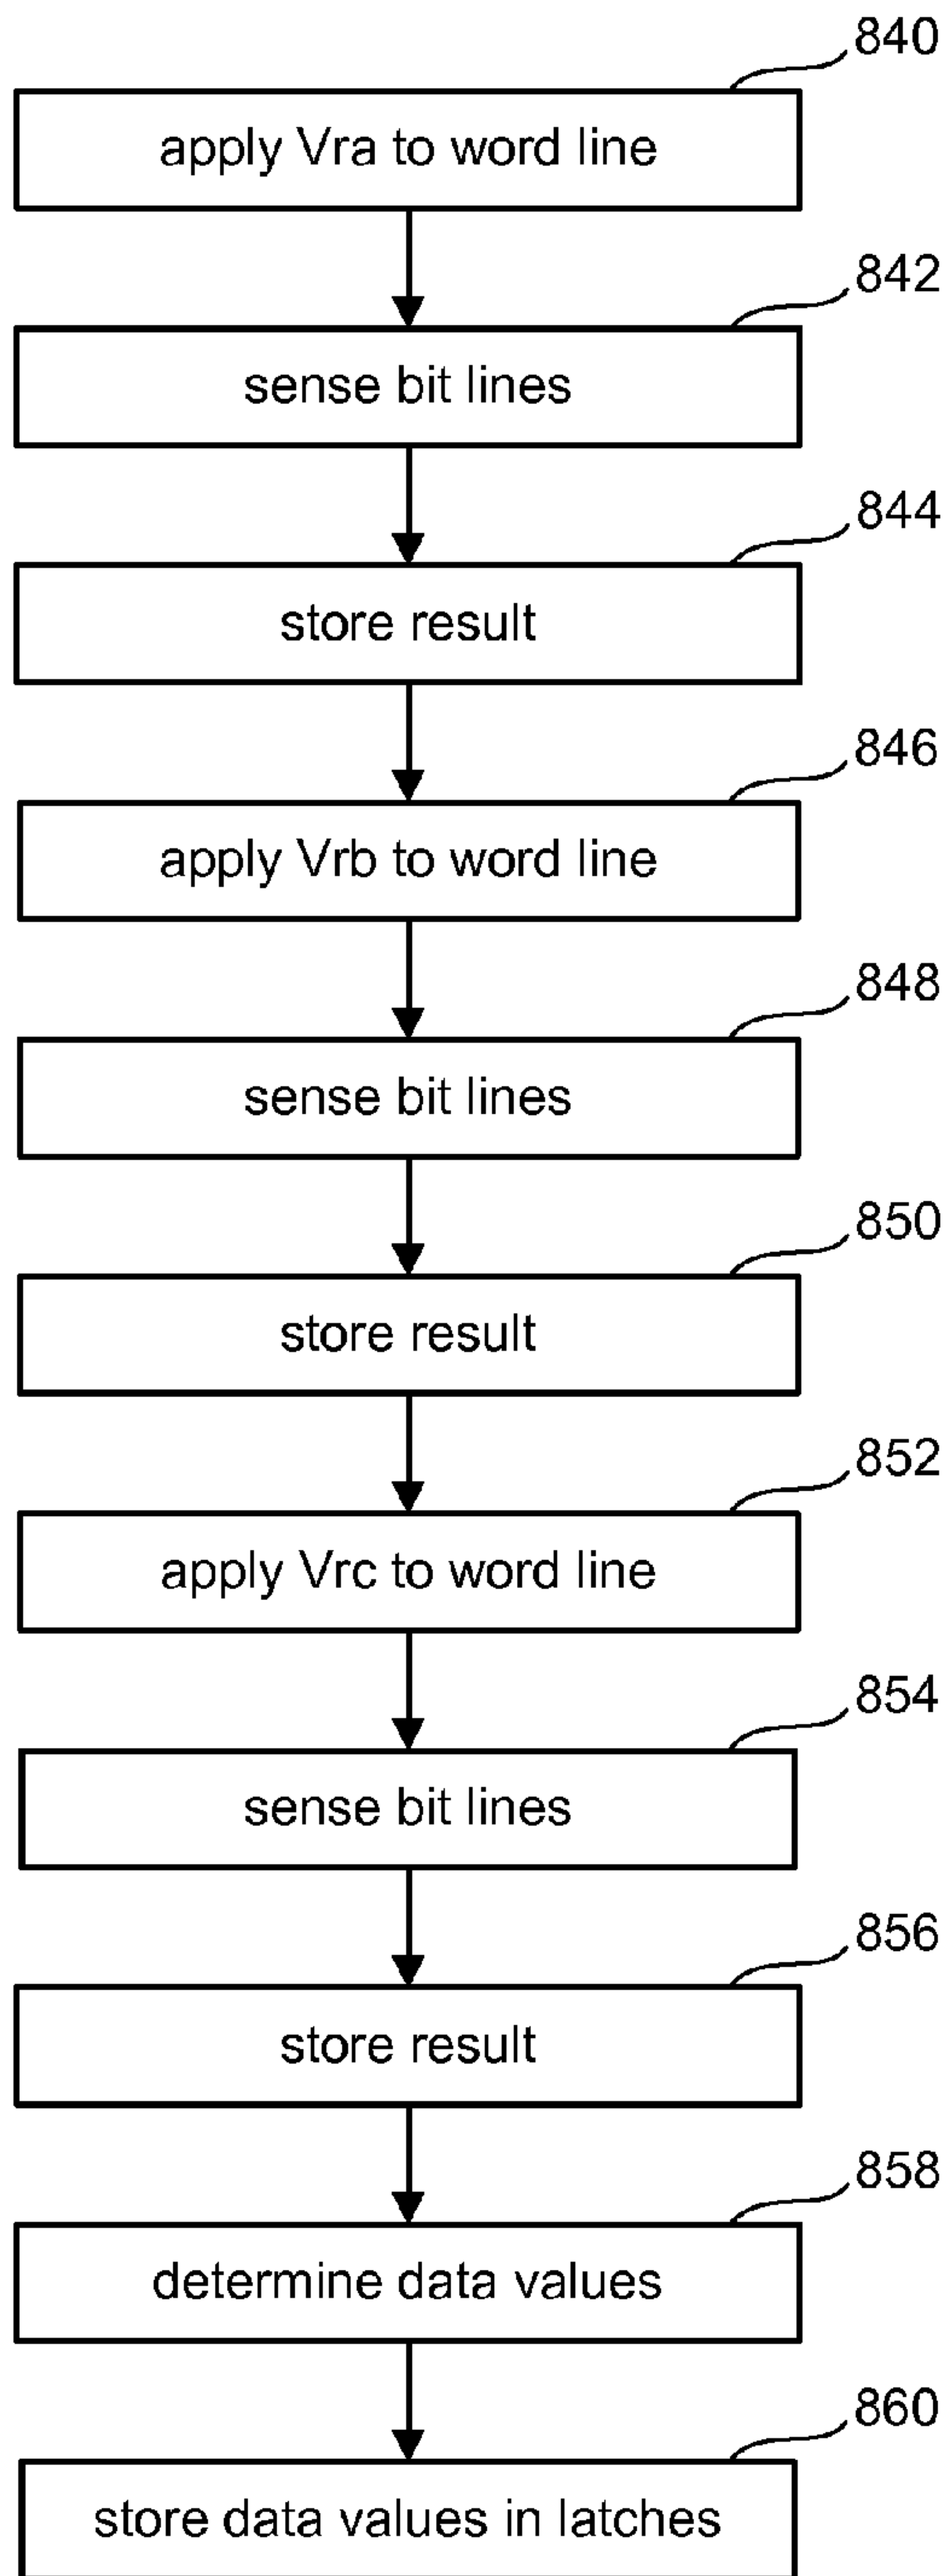 840
apply Vra to word line
842
sense bit lines
844
store result
846
apply Vrb to word line
848
sense bit lines
850
store result
852
apply Vrc to word line
854
sense bit lines
856
store result
858
determine data values
860
store data values in latches